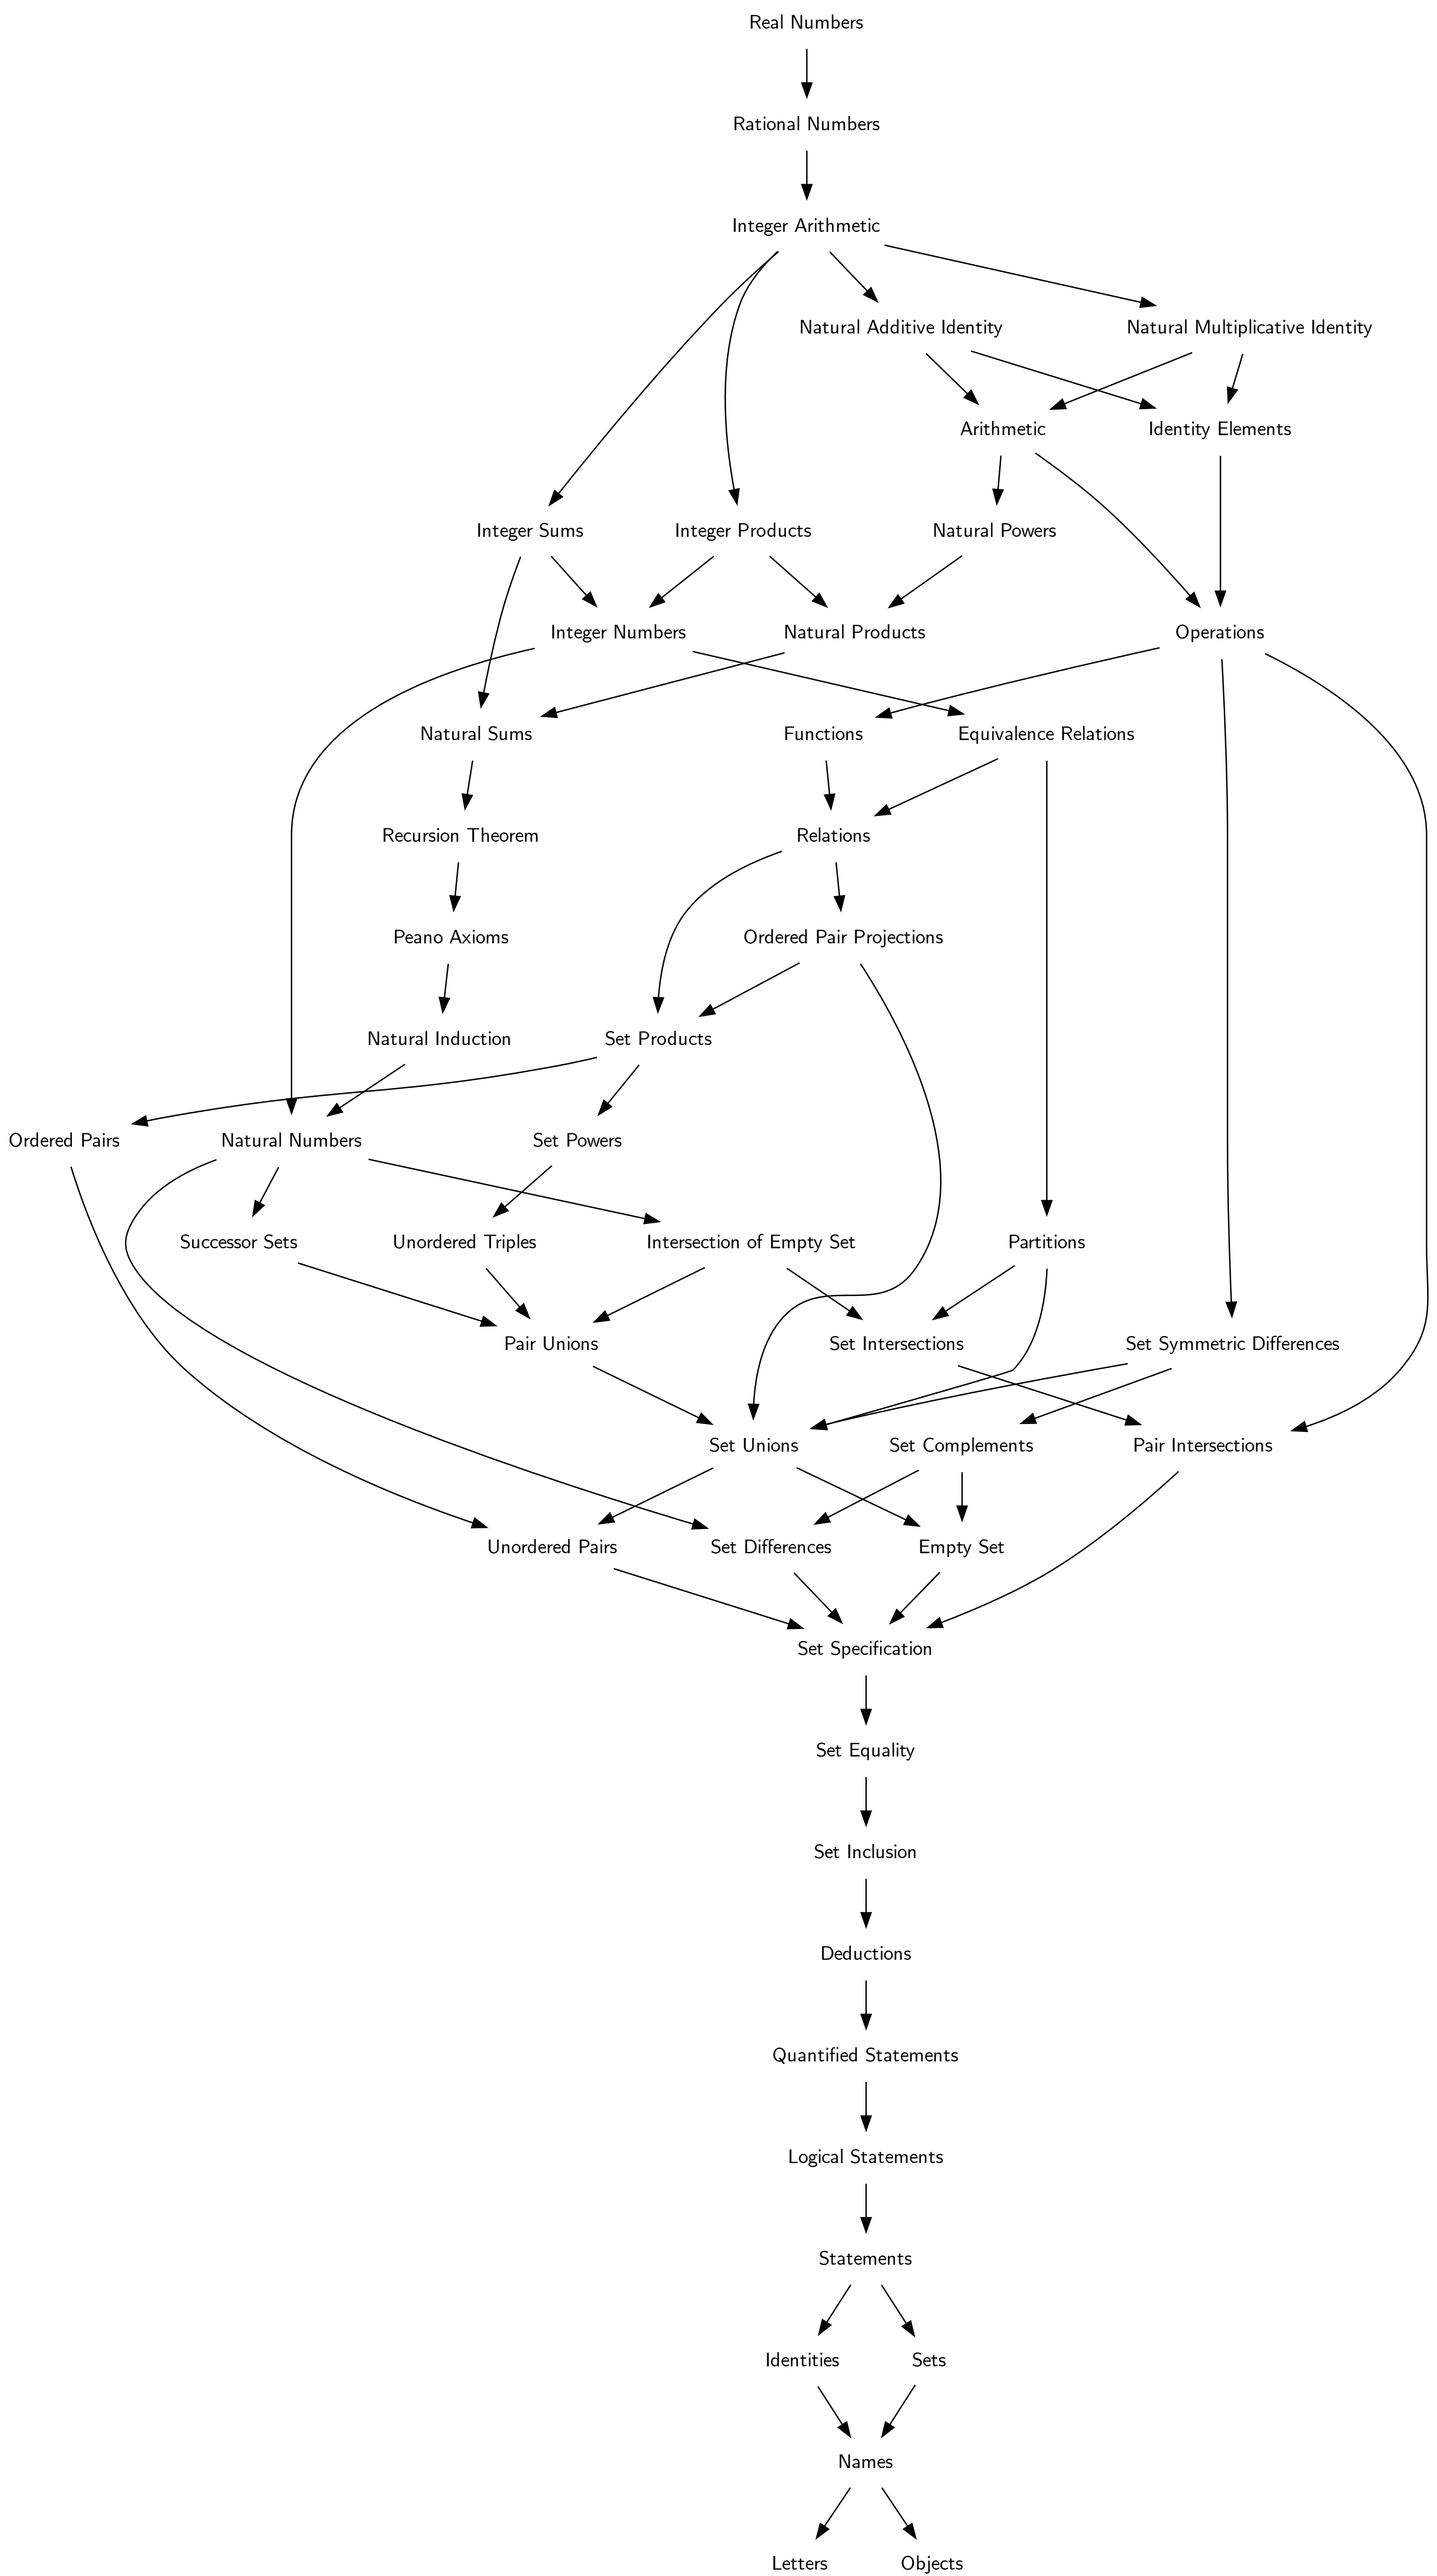 Real Numbers
Rational Numbers
Integer Arithmetic
Natural Additive Identity
Natural Multiplicative Identity
Arithmetic
Identity Elements
Integer Sums
Integer Products
Natural Powers
Integer Numbers
Natural Products
Operations
Natural Sums
Functions
Equivalence Relations
Recursion Theorem
Relations
Peano Axioms
Ordered Pair Projections
Natural Induction
Set Products
Ordered Pairs
Natural Numbers
Set Powers
Successor Sets
Unordered Triples
Intersection of Empty Set
Partitions
Pair Unions
Set Intersections
Set Symmetric Differences
Set Unions
Set Complements
Pair Intersections
Unordered Pairs
Set Differences
Empty Set
Set Specification
Set Equality
Set Inclusion
Deductions
Quantified Statements
Logical Statements
Statements
Identities
Sets
Names
Letters
Objects